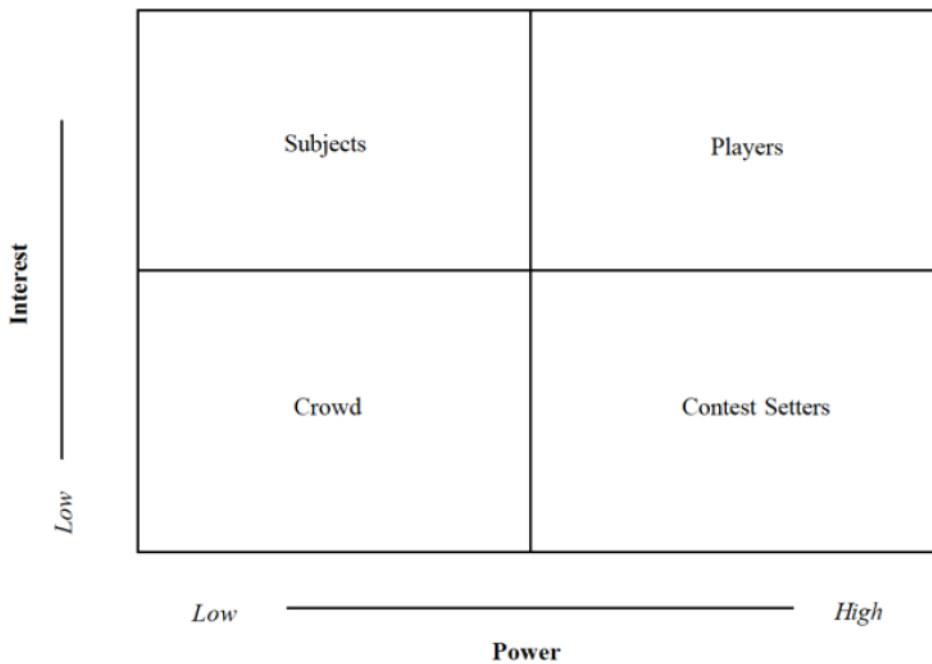 Subjects
Players
Interest
Crowd
Contest Setters
Low
Low
High
Power